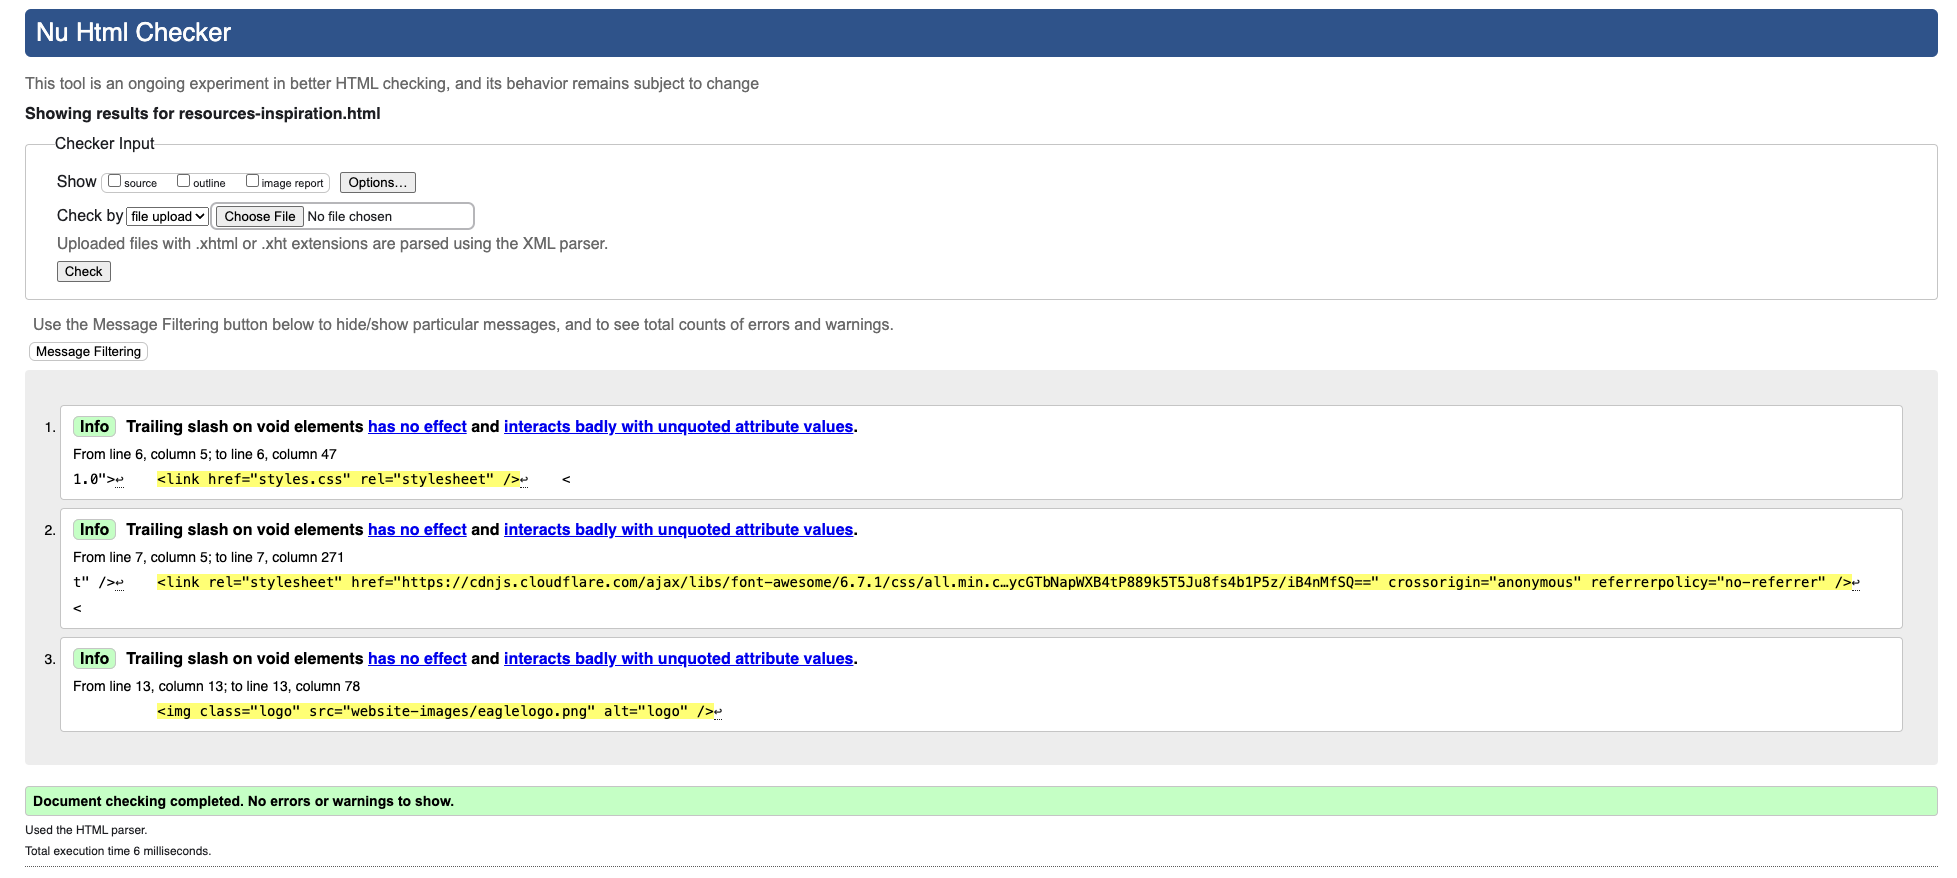 Nu Html Checker
This tool is an ongoing experiment in better HTML checking, and its behavior remains subject to change
Showing results for resources-inspiration.html
Checker Input
Show source outline image report Options...
Check by file upload Choose File No file chosen
Uploaded files with .xhtml or .xht extensions are parsed using the XML parser.
Check
Use the Message Filtering button below to hide/show particular messages, and to see total counts of errors and warnings.
Message Filtering
1. Info Trailing slash on void elements has no effect and interacts badly with unquoted attribute values.
From line 6, column 5; to line 6, column 47
1.0">↩ <link href="styles.css" rel="stylesheet" />↩ <
2. Info Trailing slash on void elements has no effect and interacts badly with unquoted attribute values.
From line 7, column 5; to line 7, column 271
t" />↩ <link rel="stylesheet" href="https://cdnjs.cloudflare.com/ajax/libs/font-awesome/6.7.1/css/all.min.c…ycGTbNapWXB4tP889k5T5Ju8fs4b1P5z/iB4nMfSQ==" crossorigin="anonymous" referrerpolicy="no-referrer" />↩
<
3. Info Trailing slash on void elements has no effect and interacts badly with unquoted attribute values.
From line 13, column 13; to line 13, column 78
<img class="logo" src="website-images/eaglelogo.png" alt="logo" />↩
Document checking completed. No errors or warnings to show.
Used the HTML parser.
Total execution time 6 milliseconds.